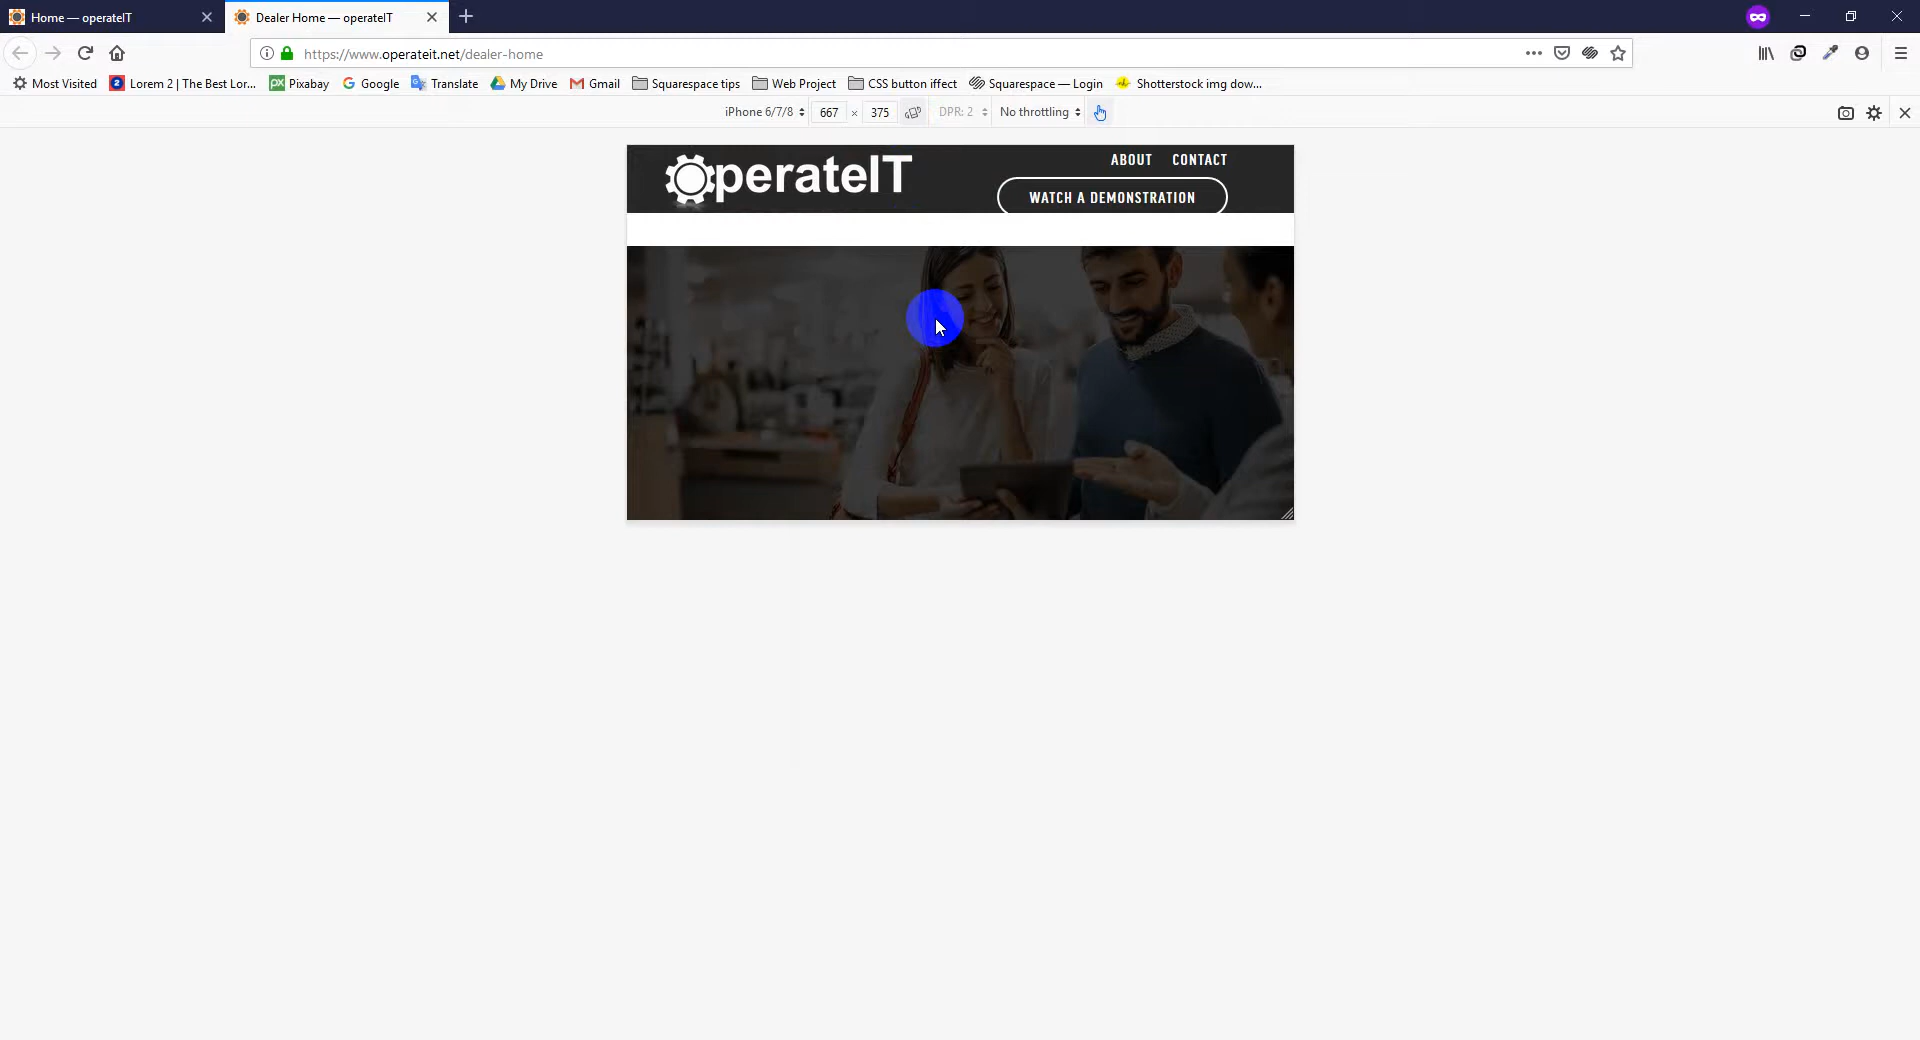 Home — operateIT
Dealer Home — operateIT
https://www.operateit.net/dealer-home
Most Visited
2 Lorem 2 | The Best Lor...
px Pixabay
Google
Translate
My Drive
Gmail
Squarespace tips
Web Project
CSS button iffect
Squarespace — Login
Shotterstock img dow...
iPhone 6/7/8 667 × 375 DPR: 2 No throttling
OperateIT
ABOUT CONTACT
WATCH A DEMONSTRATION